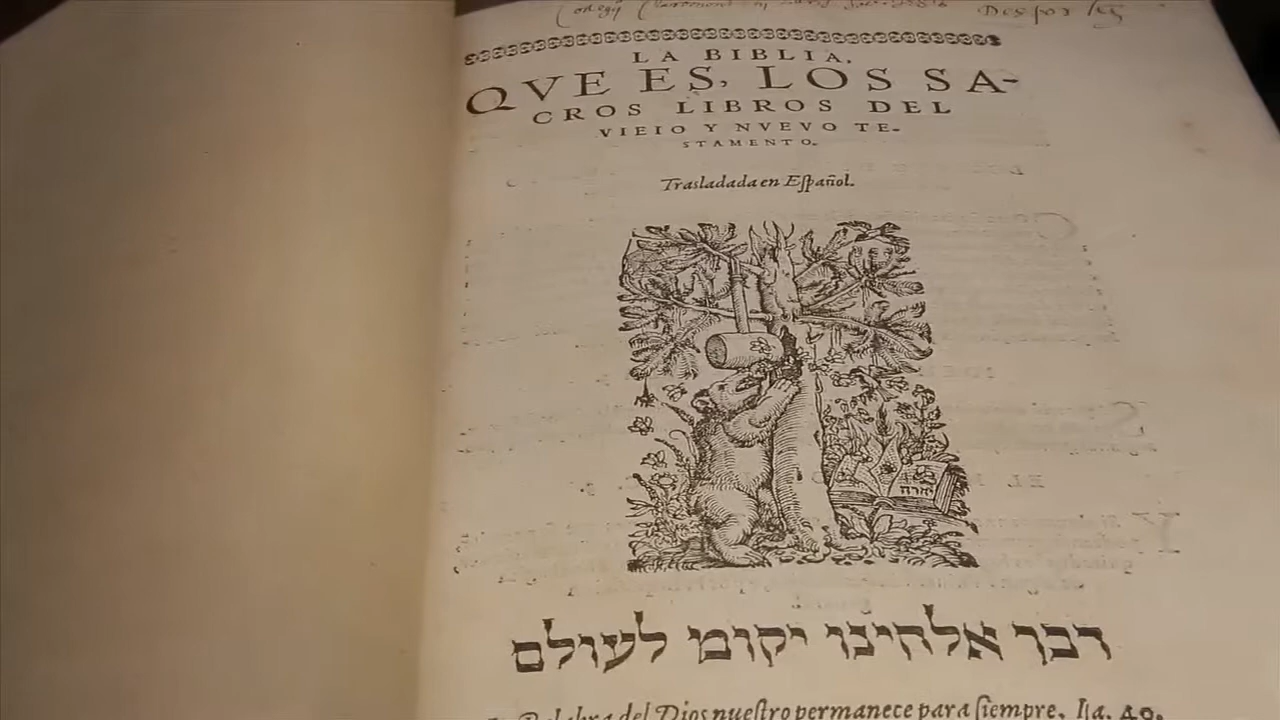 LA BIBLIA,
QVE ES, LOS SA-
CROS LIBROS DEL
VIEIO Y NVEVO TE-
STAMENTO.
Trasladada en Eſpañol.
יהוה
דבר אלהינו יקום לעולם
Palabra del Dios nueſtro permanece para ſiempre. Iſa. 40.